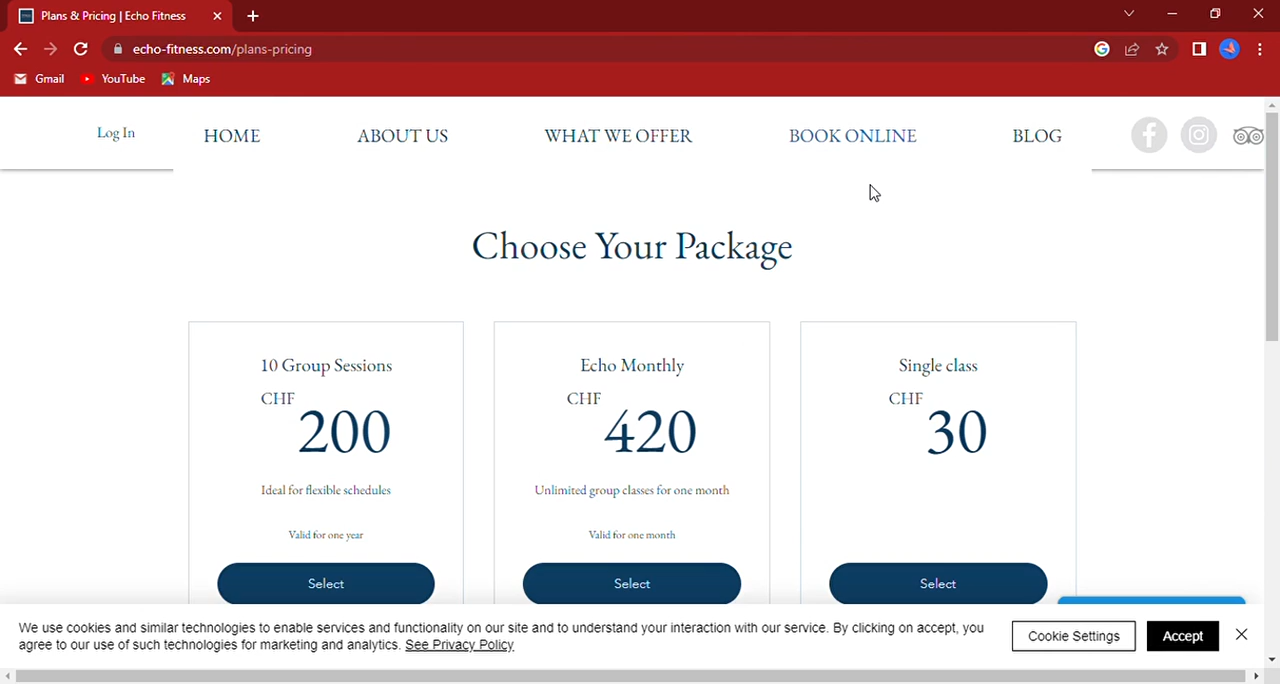 Plans & Pricing | Echo Fitness
echo-fitness.com/plans-pricing
Gmail YouTube Maps
Log In HOME ABOUT US WHAT WE OFFER BOOK ONLINE BLOG
Choose Your Package
10 Group Sessions
CHF 200
Ideal for flexible schedules
Valid for one year
Select
Echo Monthly
CHF 420
Unlimited group classes for one month
Valid for one month
Select
Single class
CHF 30
Select
We use cookies and similar technologies to enable services and functionality on our site and to understand your interaction with our service. By clicking on accept, you
agree to our use of such technologies for marketing and analytics. See Privacy Policy
Cookie Settings Accept